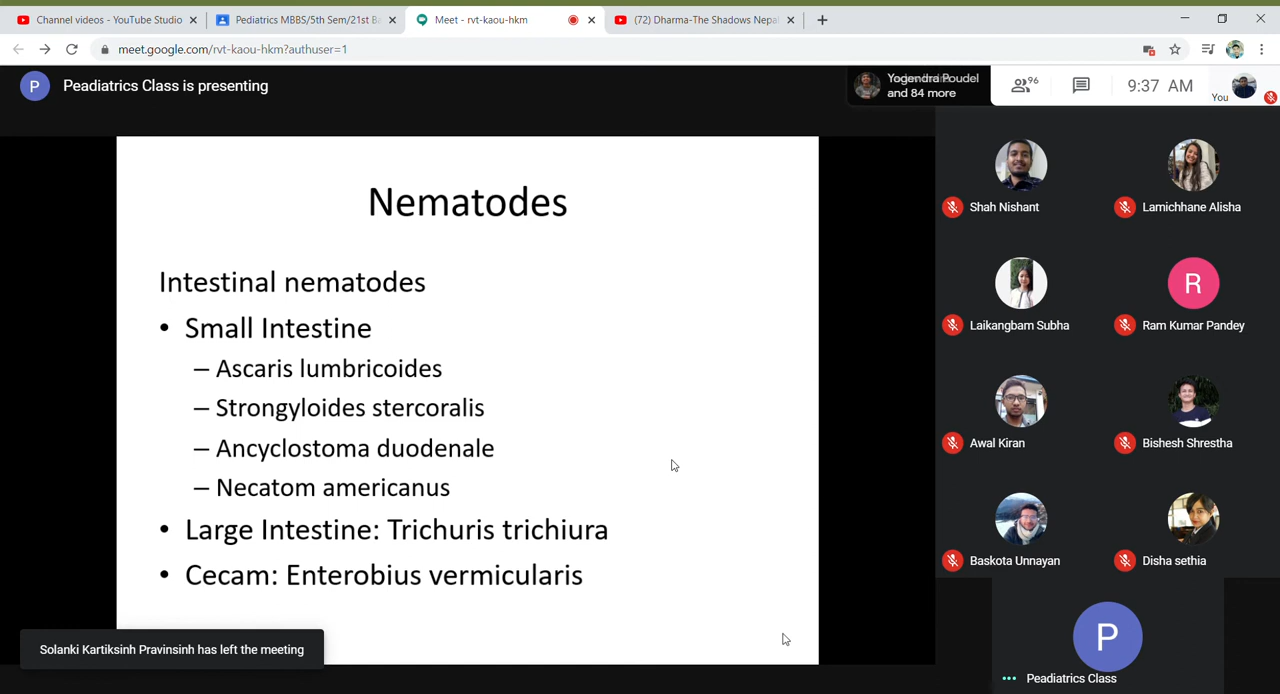 Channel videos - YouTube Studio
Pediatrics MBBS/5th Sem/21st Ba
Meet - rvt-kaou-hkm
(72) Dharma-The Shadows Nepal
meet.google.com/rvt-kaou-hkm?authuser=1
P
Peadiatrics Class is presenting
Yogendra Poudel
and 84 more
96
9:37 AM
You
Nematodes
Intestinal nematodes
• Small Intestine
– Ascaris lumbricoides
– Strongyloides stercoralis
– Ancyclostoma duodenale
– Necatom americanus
• Large Intestine: Trichuris trichiura
• Cecam: Enterobius vermicularis
Shah Nishant
Lamichhane Alisha
Laikangbam Subha
R
Ram Kumar Pandey
Awal Kiran
Bishesh Shrestha
Baskota Unnayan
Disha sethia
P
Peadiatrics Class
Solanki Kartiksinh Pravinsinh has left the meeting